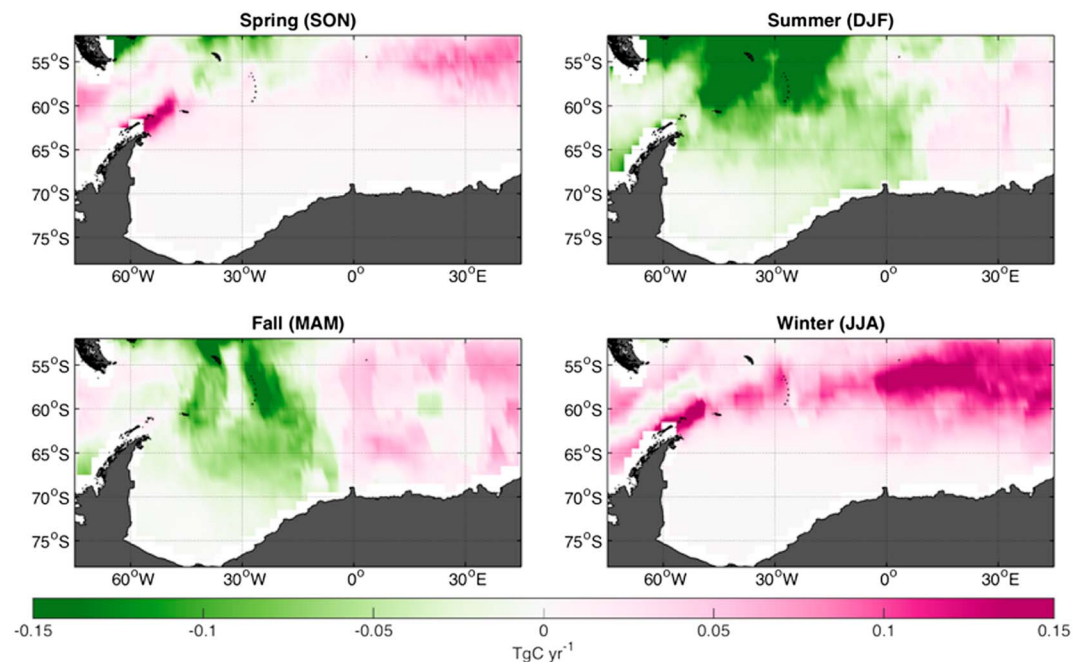 Spring (SON)
Summer (DJF)
55°S
60°S
65°S
70°S
75°S
60°W
30°W
0°
30°E
55°S
60°S
65°S
70°S
75°S
60°W
30°W
0°
30°E
Fall (MAM)
Winter (JJA)
55°S
60°S
65°S
70°S
75°S
60°W
30°W
0°
30°E
55°S
60°S
65°S
70°S
75°S
60°W
30°W
0°
30°E
-0.15
-0.1
-0.05
0
0.05
0.1
0.15
TgC yr⁻¹